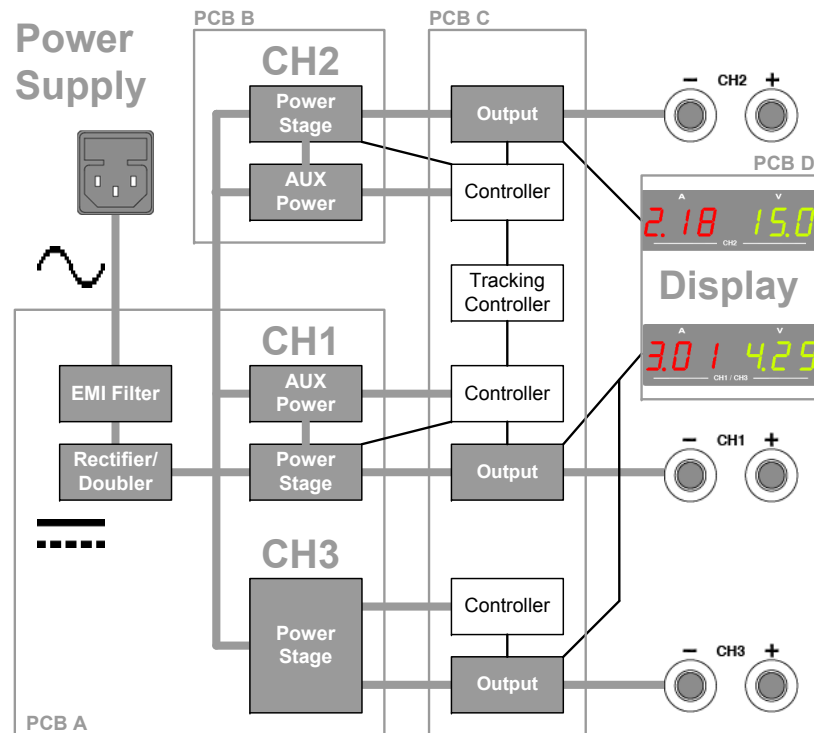 Power
Supply
PCB B
CH2
Power
Stage
AUX
Power
PCB C
Output
Controller
Tracking
Controller
Controller
Output
Controller
Output
− CH2 +
PCB D
A V
2.18 15.0
CH2
Display
A V
3.01 4.29
CH1 / CH3
− CH1 +
− CH3 +
EMI Filter
Rectifier/
Doubler
CH1
AUX
Power
Power
Stage
CH3
Power
Stage
PCB A